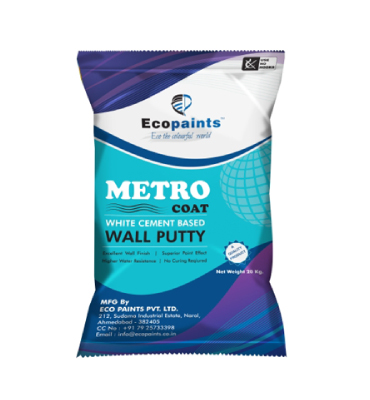 Ecopaints™
For the colourful world
METRO
COAT
WHITE CEMENT BASED
WALL PUTTY
Excellent Wall Finish | Superior Paint Effect
Higher Water Resistance | No Curing Required
Net Weight 25 Kg.
MFG By
ECO PAINTS PVT. LTD.
212, Sudama Industrial Estate, Narol,
Ahmedabad - 382405
CC No : +91 79 25733398
Email - info@ecopaints.co.in